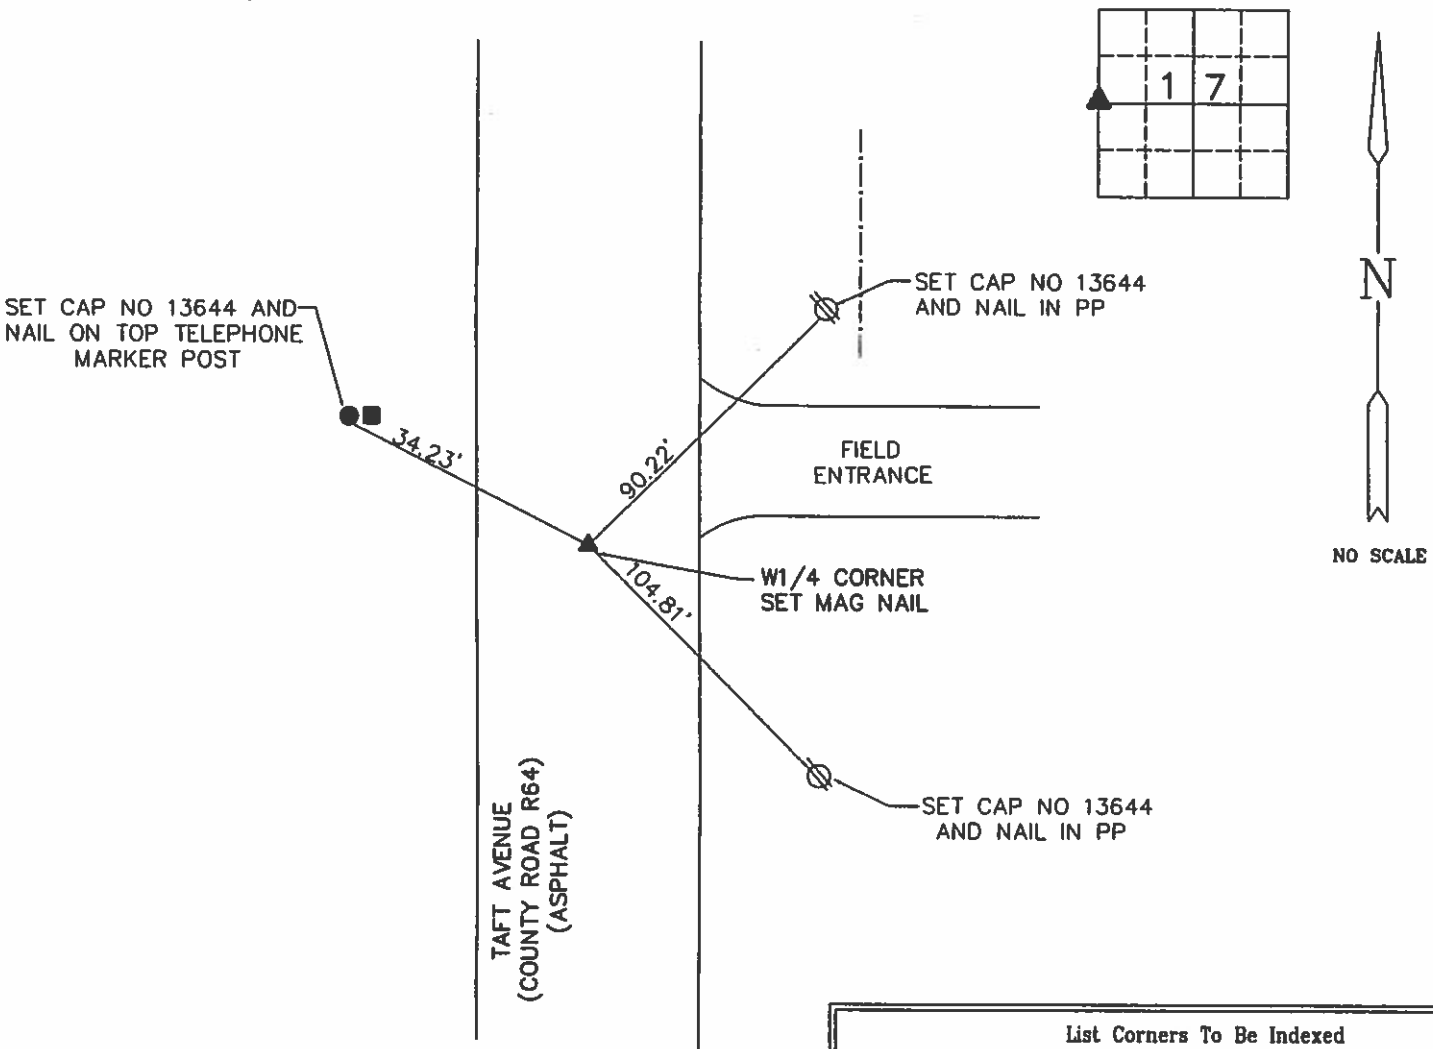 1 7
N
NO SCALE
SET CAP NO 13644 AND
NAIL ON TOP TELEPHONE
MARKER POST
SET CAP NO 13644
AND NAIL IN PP
34.23'
90.22'
FIELD
ENTRANCE
104.81'
W1/4 CORNER
SET MAG NAIL
SET CAP NO 13644
AND NAIL IN PP
TAFT AVENUE
(COUNTY ROAD R64)
(ASPHALT)
List Corners To Be Indexed